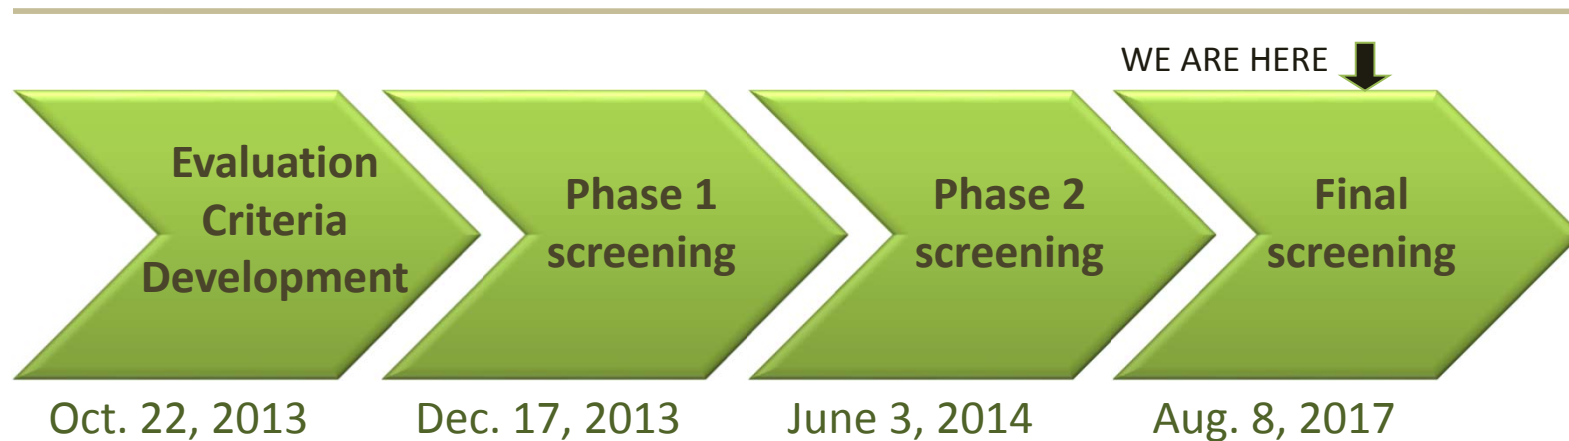 WE ARE HERE
Evaluation
Criteria
Development
Phase 1
screening
Phase 2
screening
Final
screening
Oct. 22, 2013
Dec. 17, 2013
June 3, 2014
Aug. 8, 2017